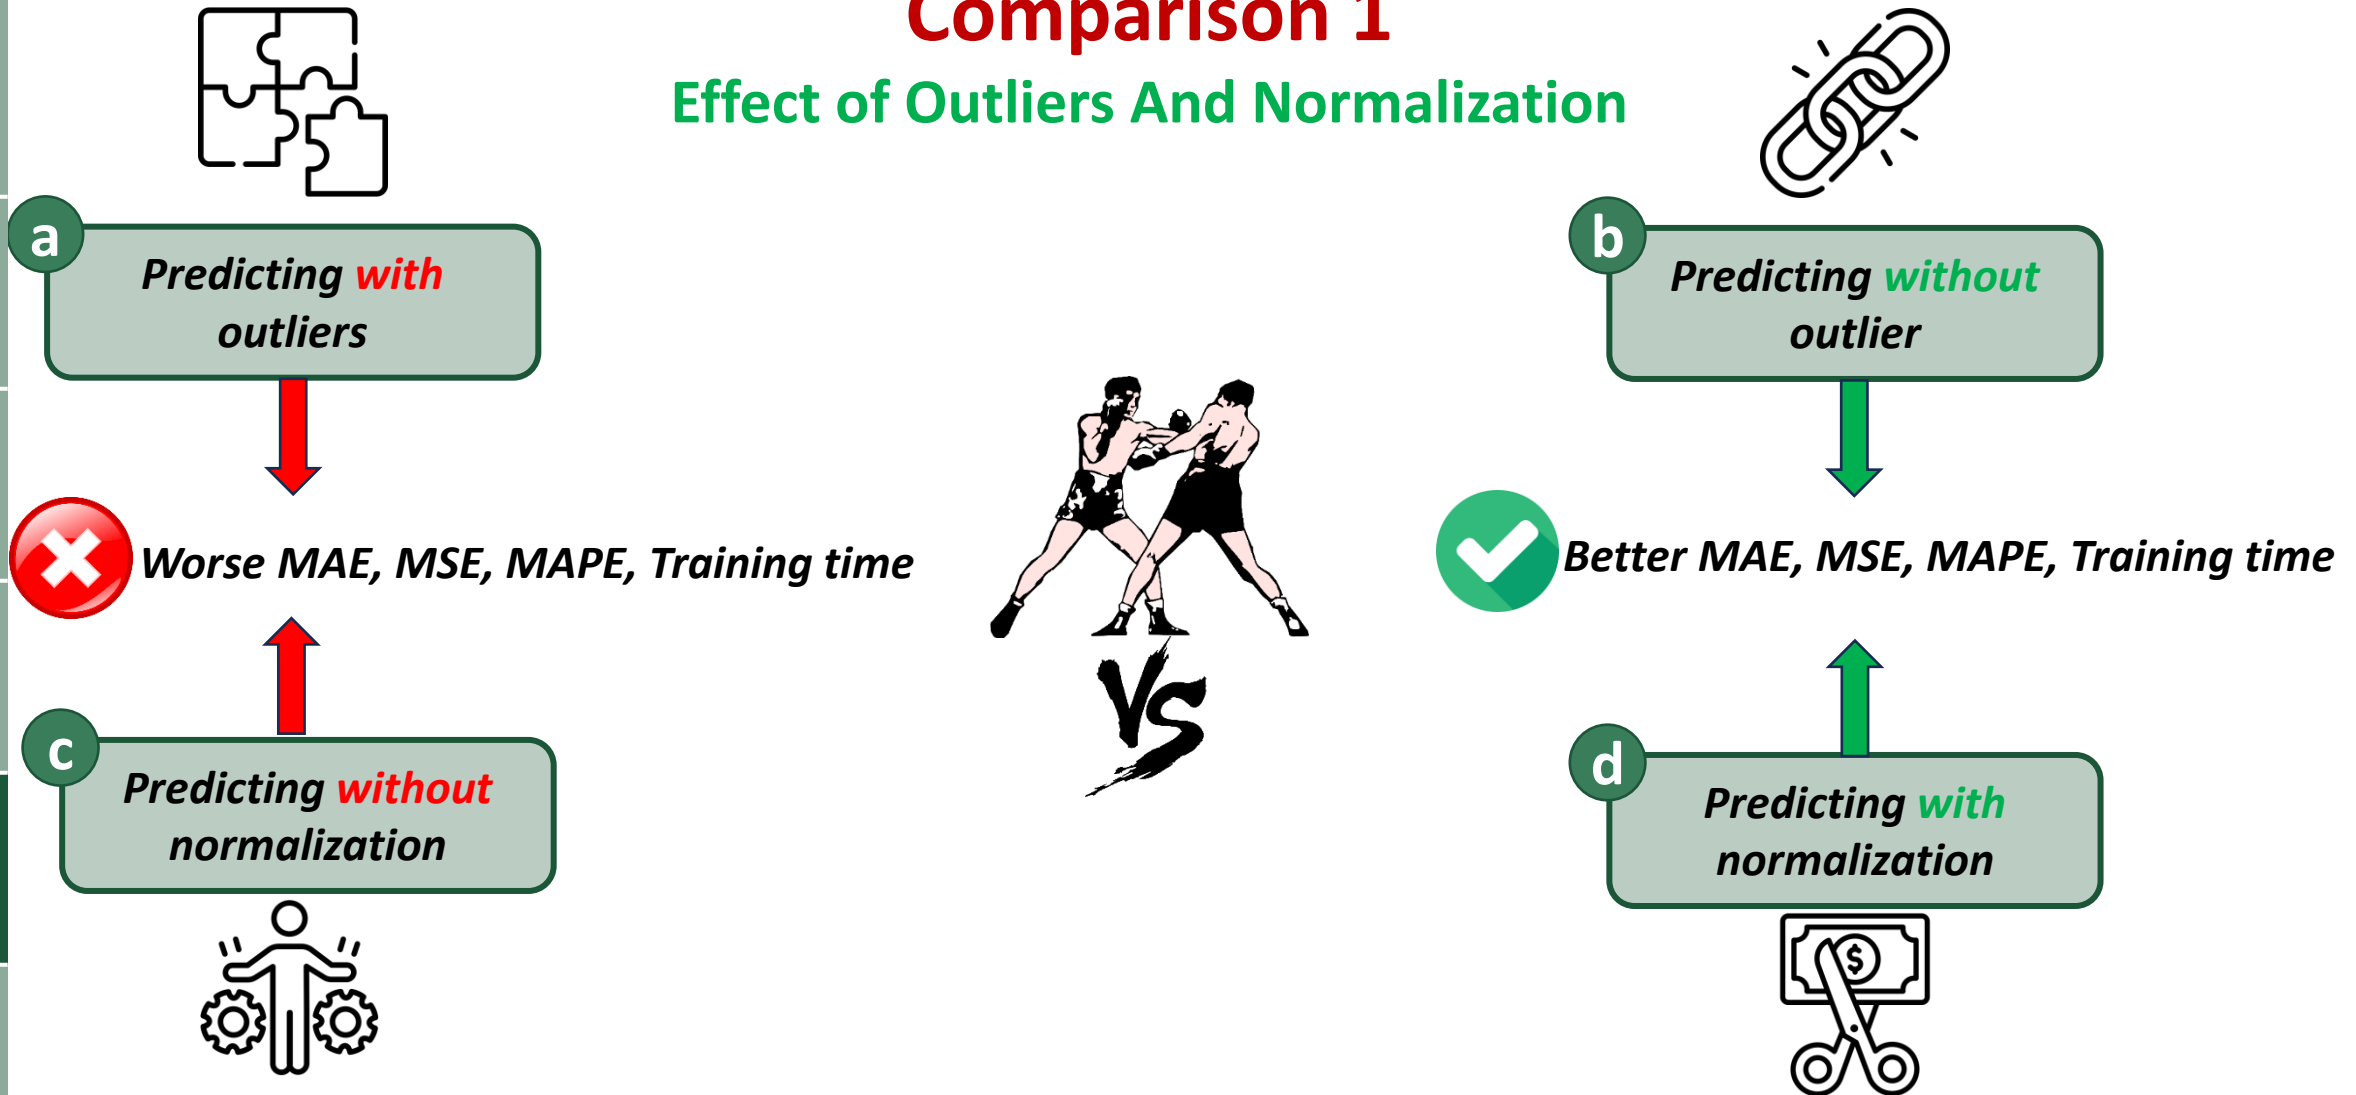 Comparison 1
Effect of Outliers And Normalization
a
Predicting with
outliers
b
Predicting without
outlier
Worse MAE, MSE, MAPE, Training time
Better MAE, MSE, MAPE, Training time
VS
c
Predicting without
normalization
d
Predicting with
normalization
$